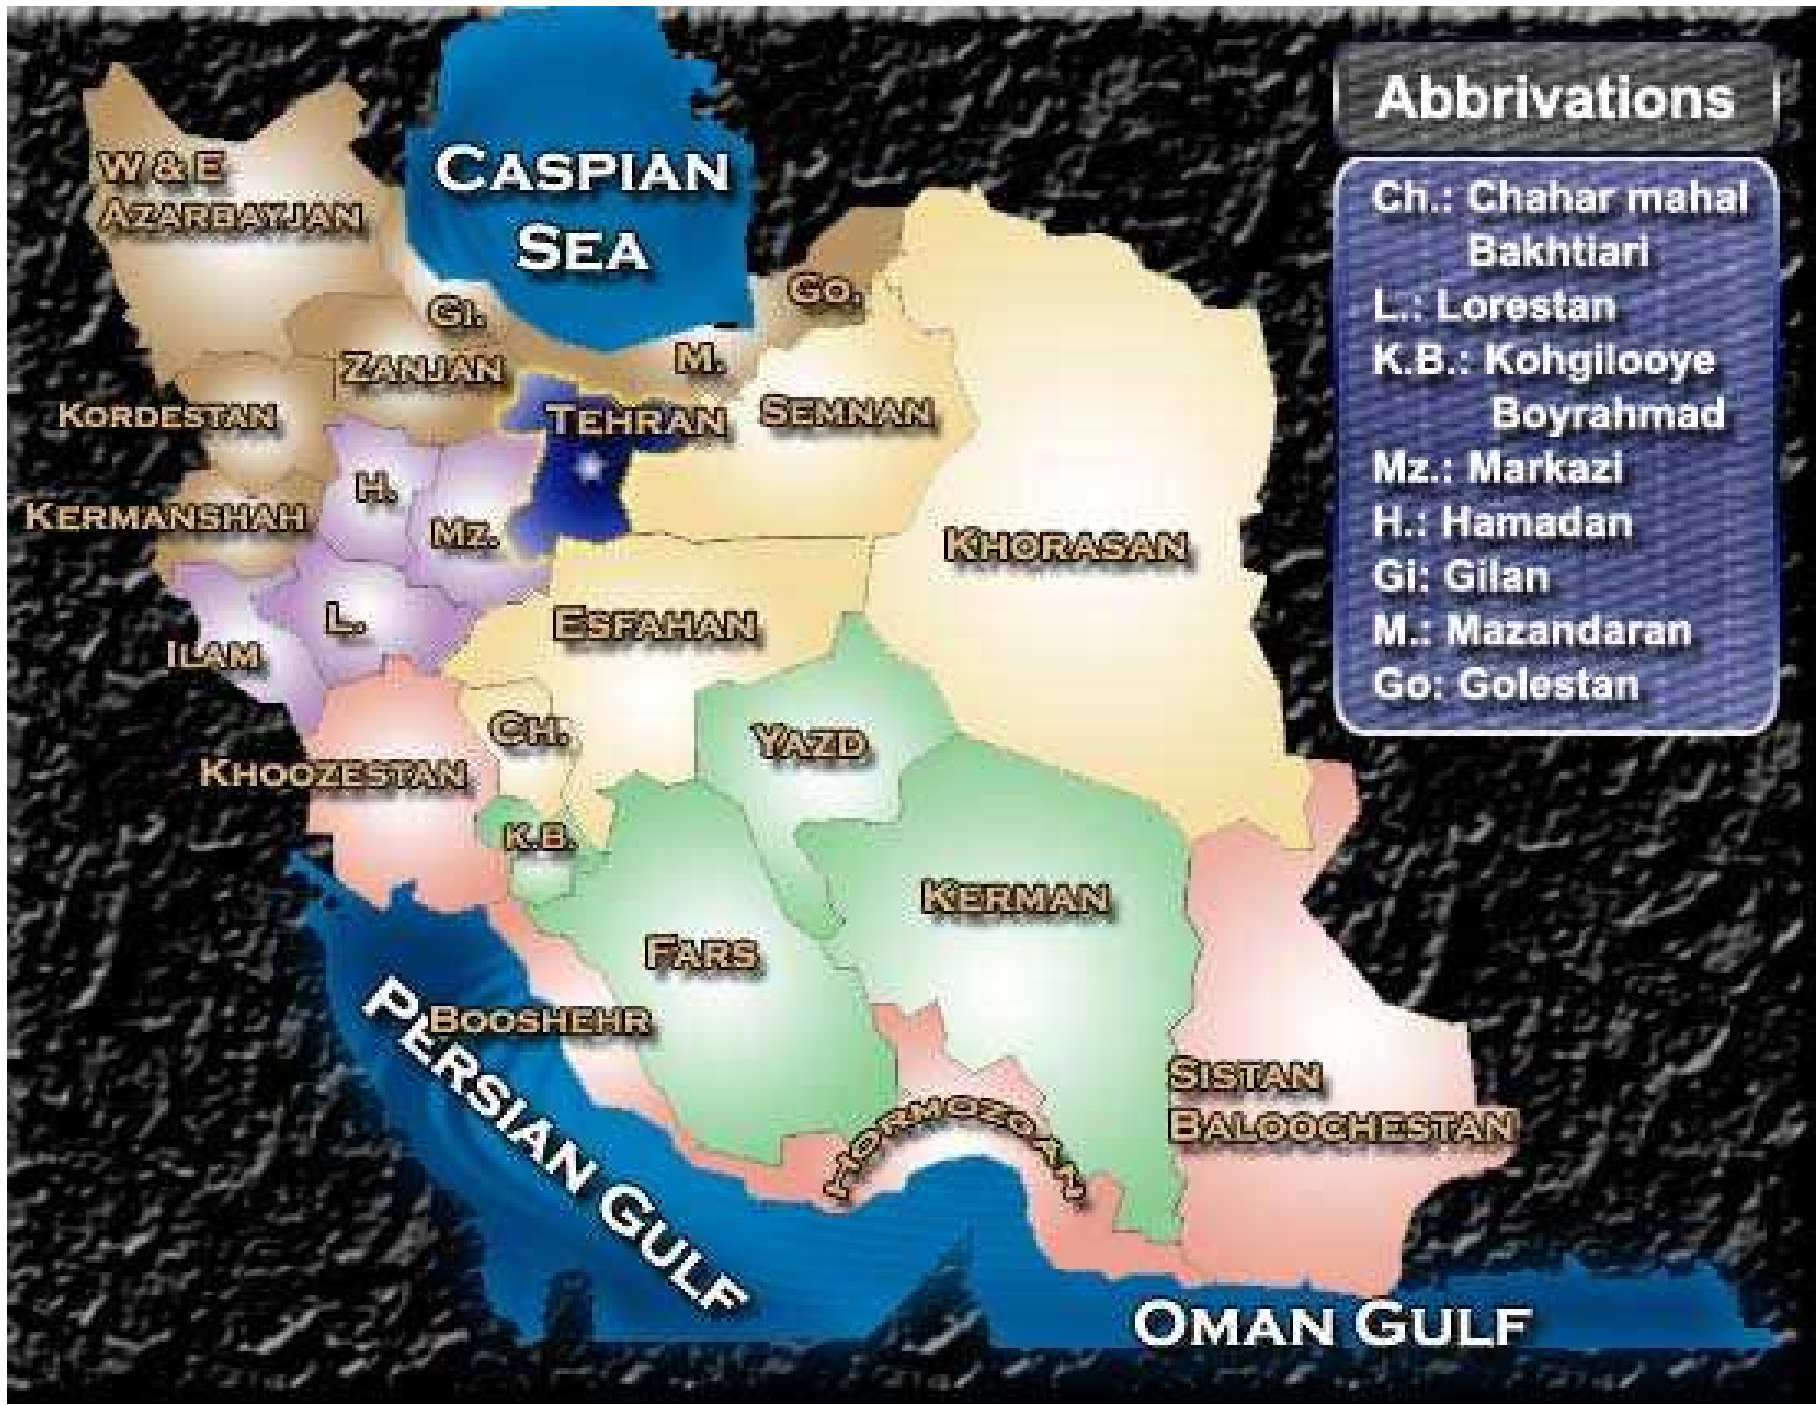 CASPIAN
SEA
W & E
AZARBAYJAN
GI.
GO.
M.
ZANJAN
TEHRAN
SEMNAN
KORDESTAN
H.
MZ.
KERMANSHAH
KHORASAN
L.
ESFAHAN
ILAM
CH.
YAZD
KHOOZESTAN
K.B.
KERMAN
FARS
BOOSHEHR
PERSIAN GULF
HORMOZGAN
SISTAN
BALOOCHESTAN
OMAN GULF
Abbrivations
Ch.: Chahar mahal
Bakhtiari
L.: Lorestan
K.B.: Kohgilooye
Boyrahmad
Mz.: Markazi
H.: Hamadan
Gi: Gilan
M.: Mazandaran
Go: Golestan